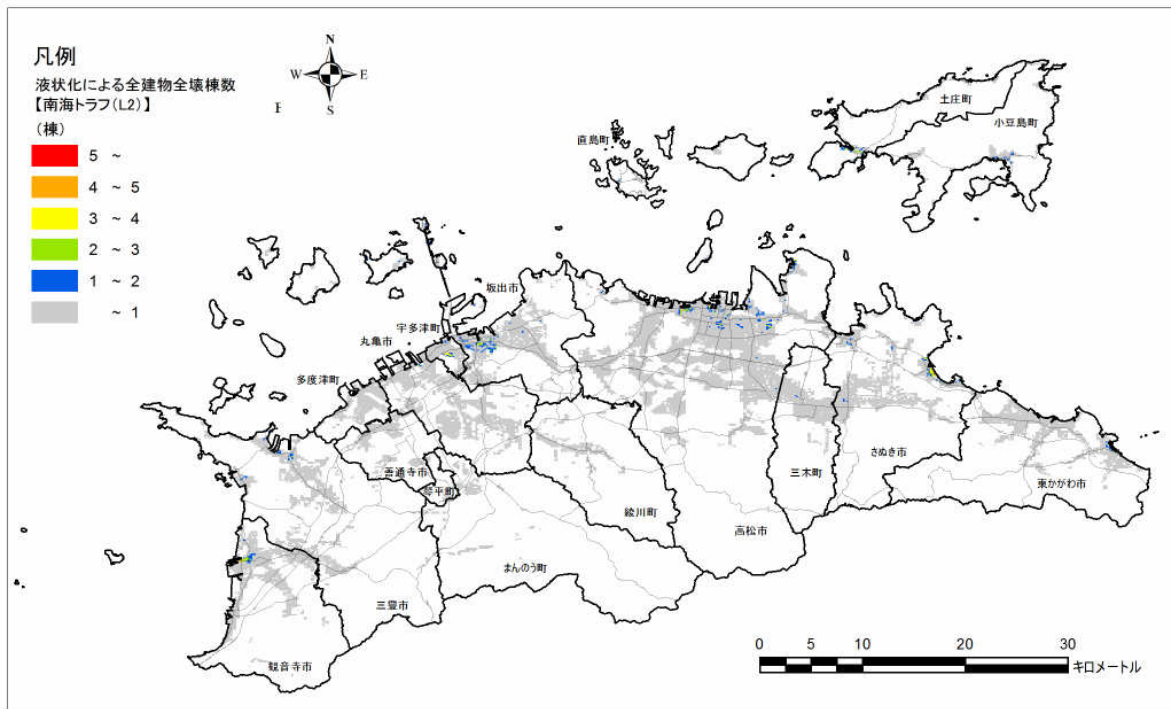 凡例
液状化による全建物全壊棟数
【南海トラフ(L2)】
(棟)
5 ~
4 ~ 5
3 ~ 4
2 ~ 3
1 ~ 2
~ 1
N
W E
S
土庄町
小豆島町
直島町
坂出市
宇多津町
丸亀市
多度津町
善通寺市
琴平町
三木町
さぬき市
東かがわ市
綾川町
高松市
まんのう町
三豊市
観音寺市
0 5 10 20 30
キロメートル